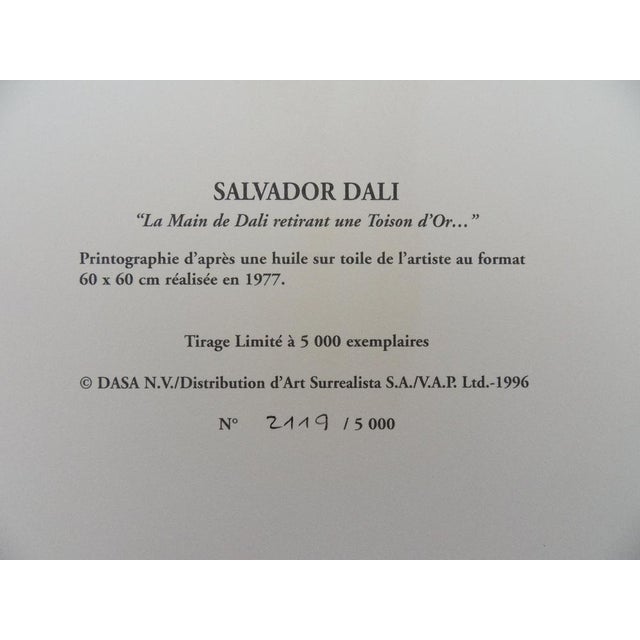 SALVADOR DALI
“La Main de Dali retirant une Toison d’Or…”
Printographie d’après une huile sur toile de l’artiste au format
60 x 60 cm réalisée en 1977.
Tirage Limité à 5 000 exemplaires
© DASA N.V./Distribution d’Art Surrealista S.A./V.A.P. Ltd.-1996
N° 2119 / 5 000